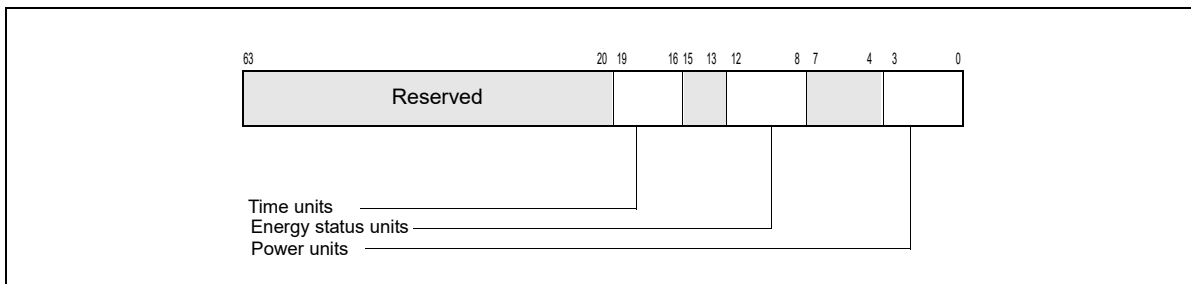 63 20 19 16 15 13 12 8 7 4 3 0
Reserved
Time units
Energy status units
Power units